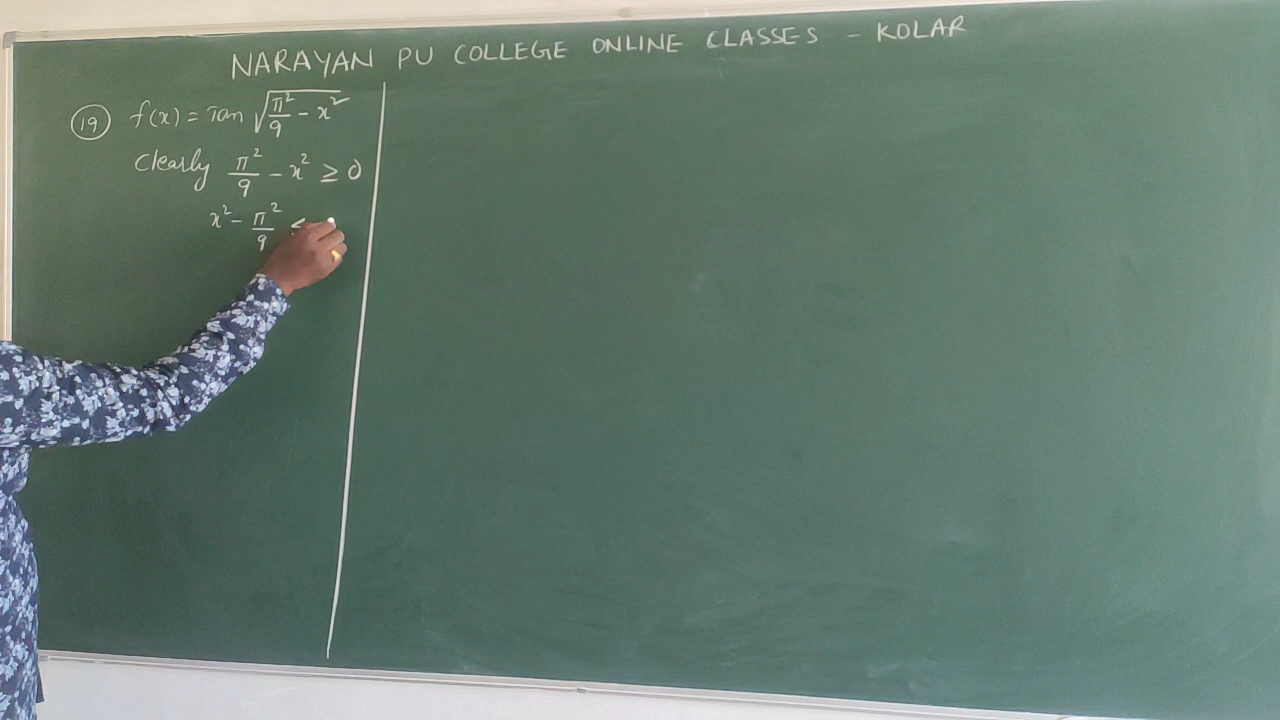 NARAYAN PU COLLEGE ONLINE CLASSES - KOLAR
19 f(x) = Tan √(π²/9 - x²)
Clearly π²/9 - x² ≥ 0
x² - π²/9 ≤